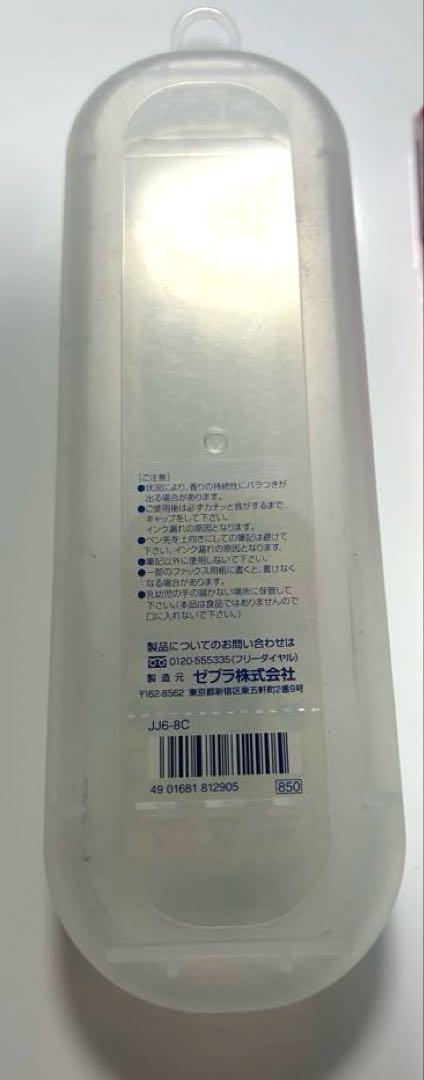 [ご注意]
●状況により、香りの持続性にバラつきが
出る場合があります。
●ご使用後は必ずカチッと音がするまで
キャップをして下さい。
インク漏れの原因となります。
●ペン先を上向きにしての筆記は避けて
下さい。インク漏れの原因となります。
●筆記以外に使用しないで下さい。
●一部のファックス用紙に書くと、書けなく
なる場合があります。
●乳幼児の手の届かない場所に保管して
下さい。(本品は食品ではありませんので
口に入れないで下さい。)
製品についてのお問い合わせは
0120-555335(フリーダイヤル)
製造元 ゼブラ株式会社
〒162-8562 東京都新宿区東五軒町2番9号
JJ6-8C
49 01681 812905 850